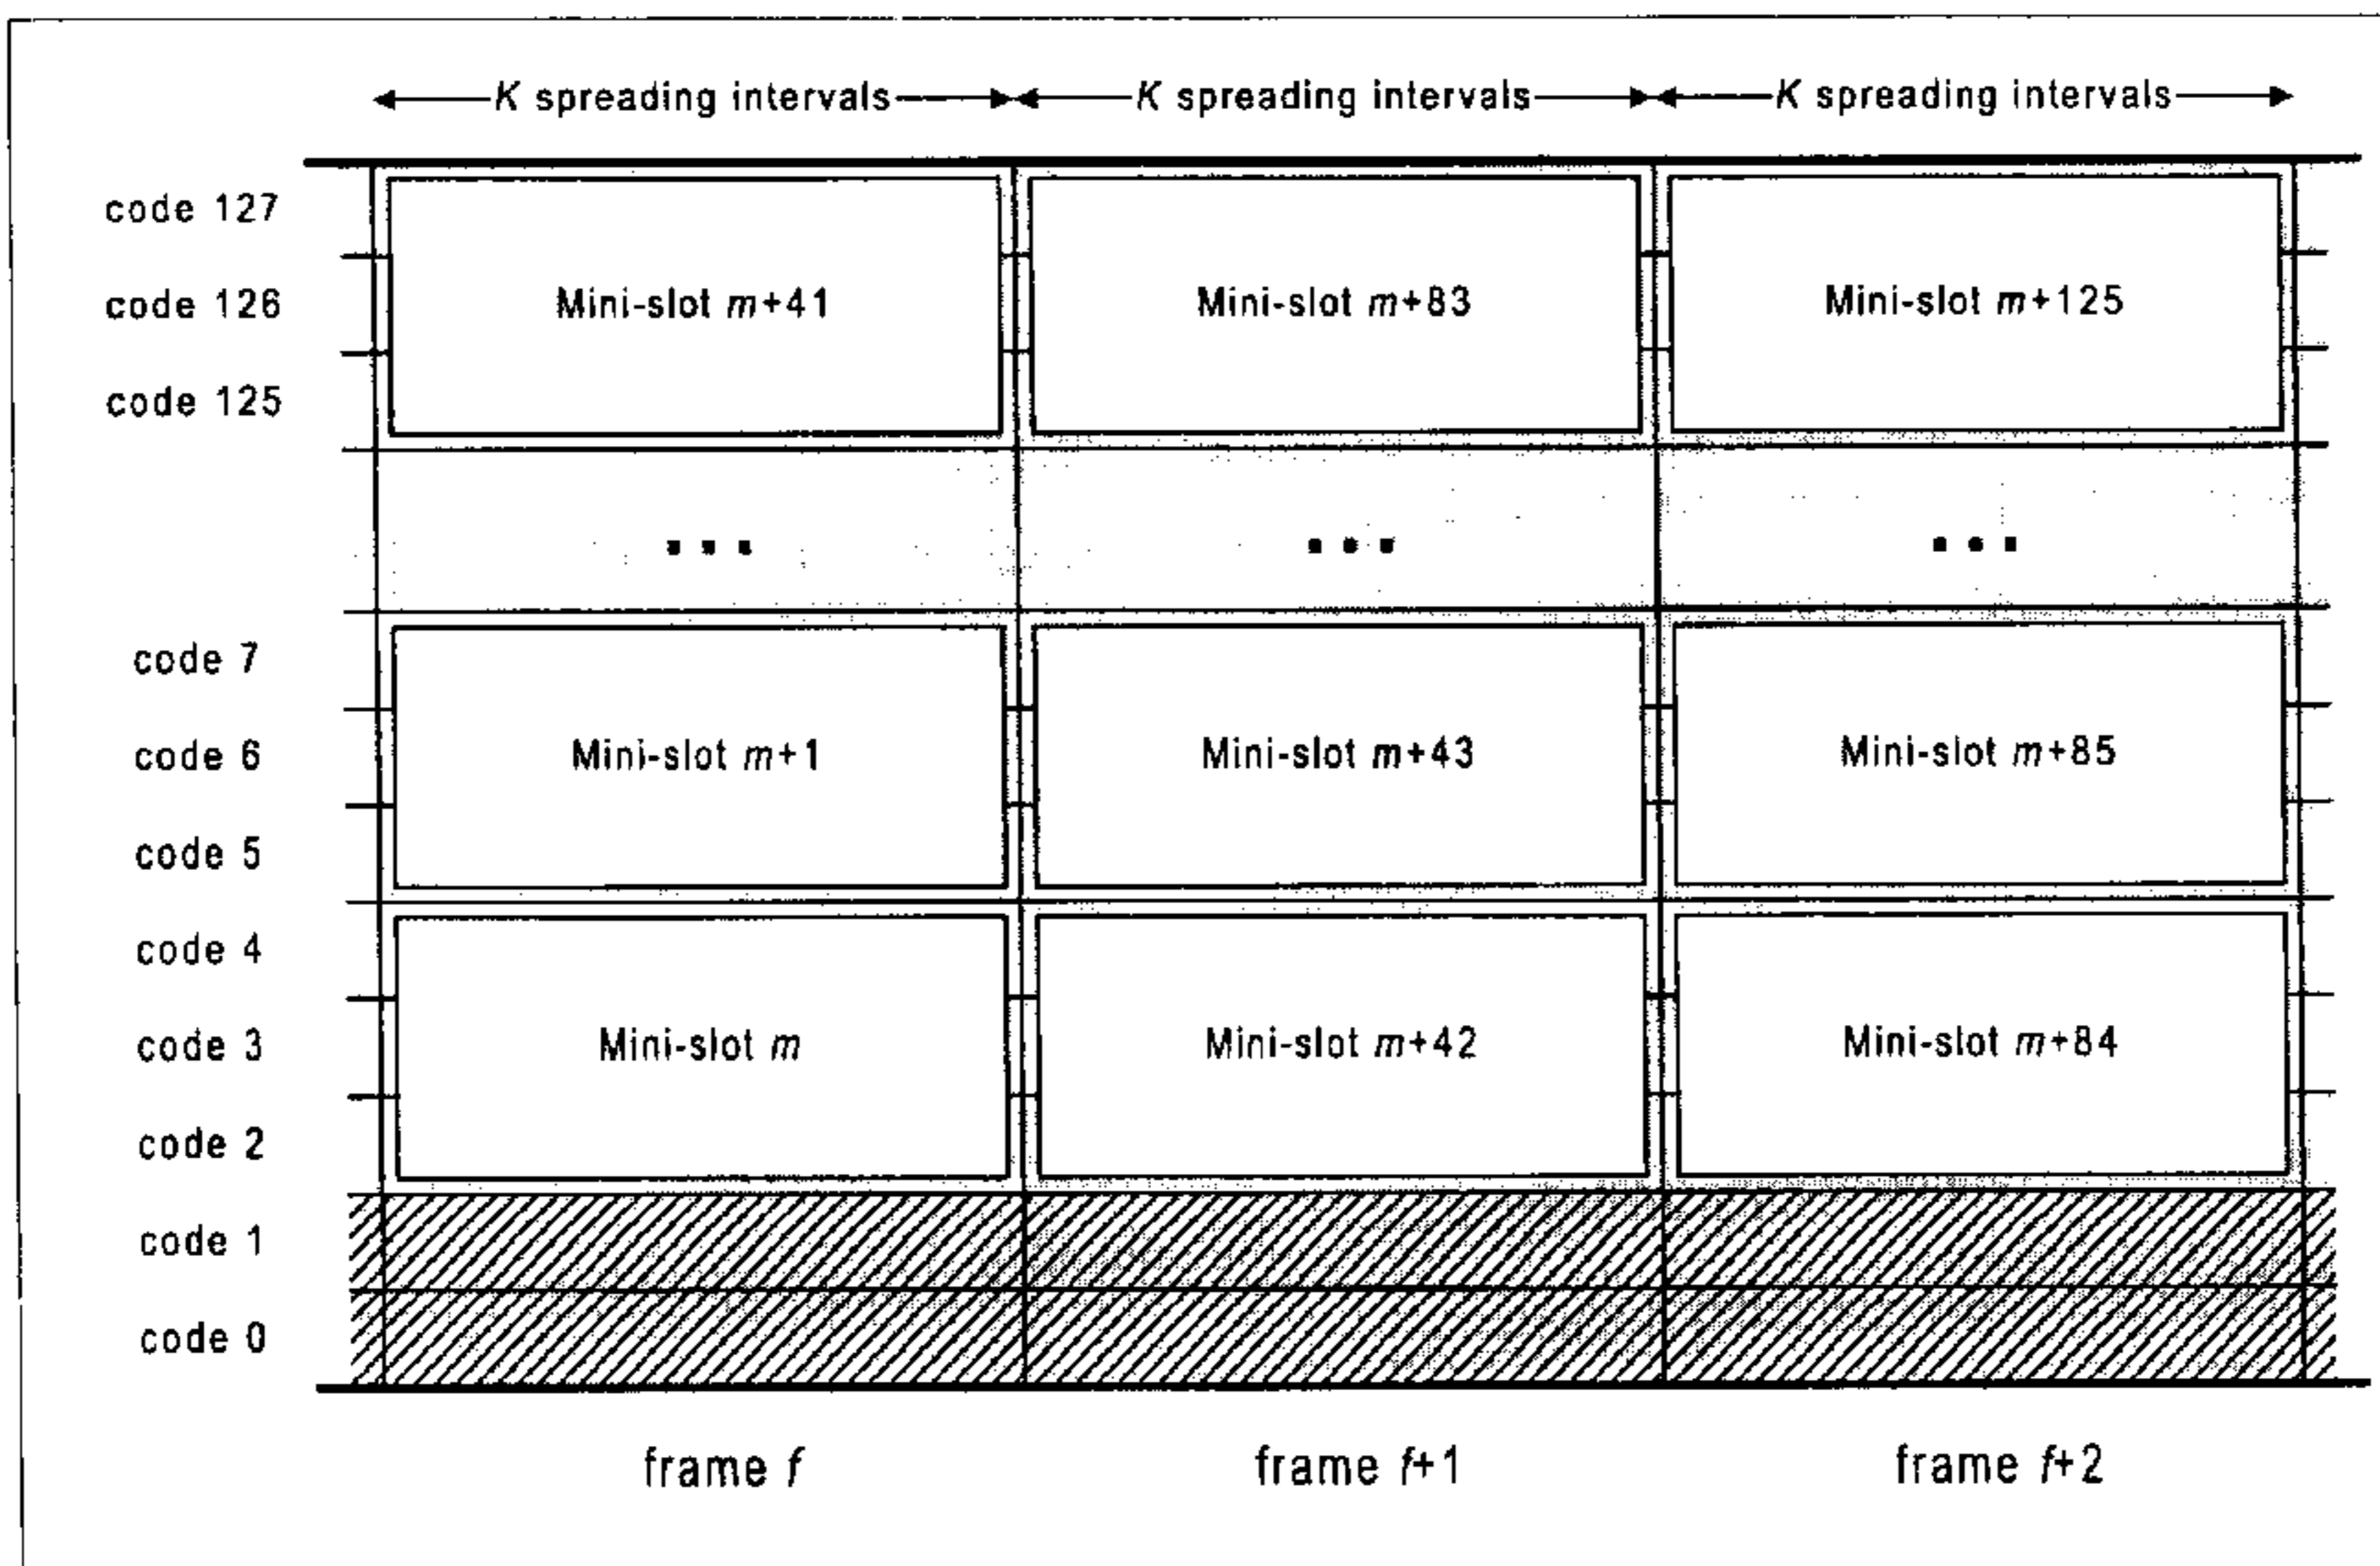 K spreading intervals K spreading intervals K spreading intervals
code 127
code 126 Mini-slot m+41 Mini-slot m+83 Mini-slot m+125
code 125
... ... ...
code 7
code 6 Mini-slot m+1 Mini-slot m+43 Mini-slot m+85
code 5
code 4
code 3 Mini-slot m Mini-slot m+42 Mini-slot m+84
code 2
code 1
code 0
frame f frame f+1 frame f+2